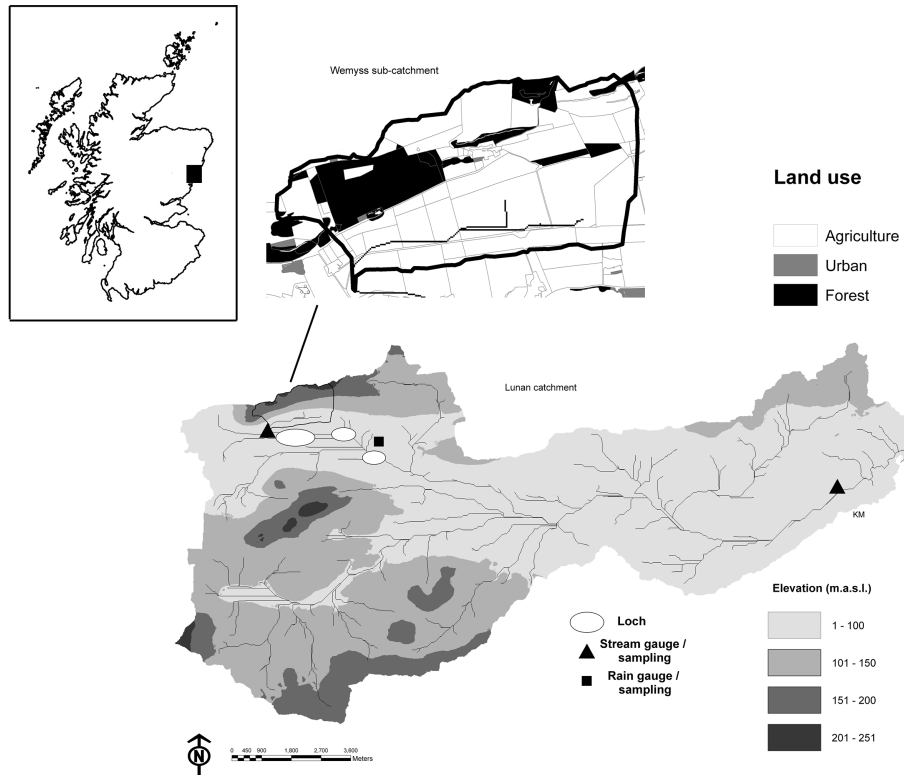 Wemyss sub-catchment
Land use
Agriculture
Urban
Forest
Lunan catchment
KM
Elevation (m.a.s.l.)
1 - 100
101 - 150
151 - 200
201 - 251
Loch
Stream gauge /
sampling
Rain gauge /
sampling
N
0 450 900 1,800 2,700 3,600
Meters